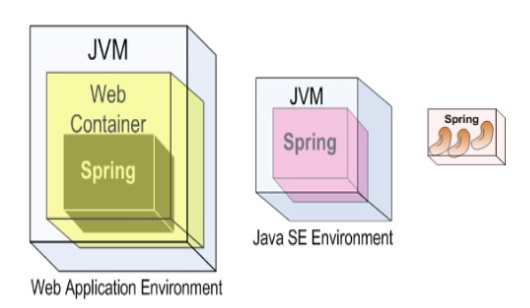 JVM
Web
Container
Spring
Web Application Environment
JVM
Spring
Java SE Environment
Spring